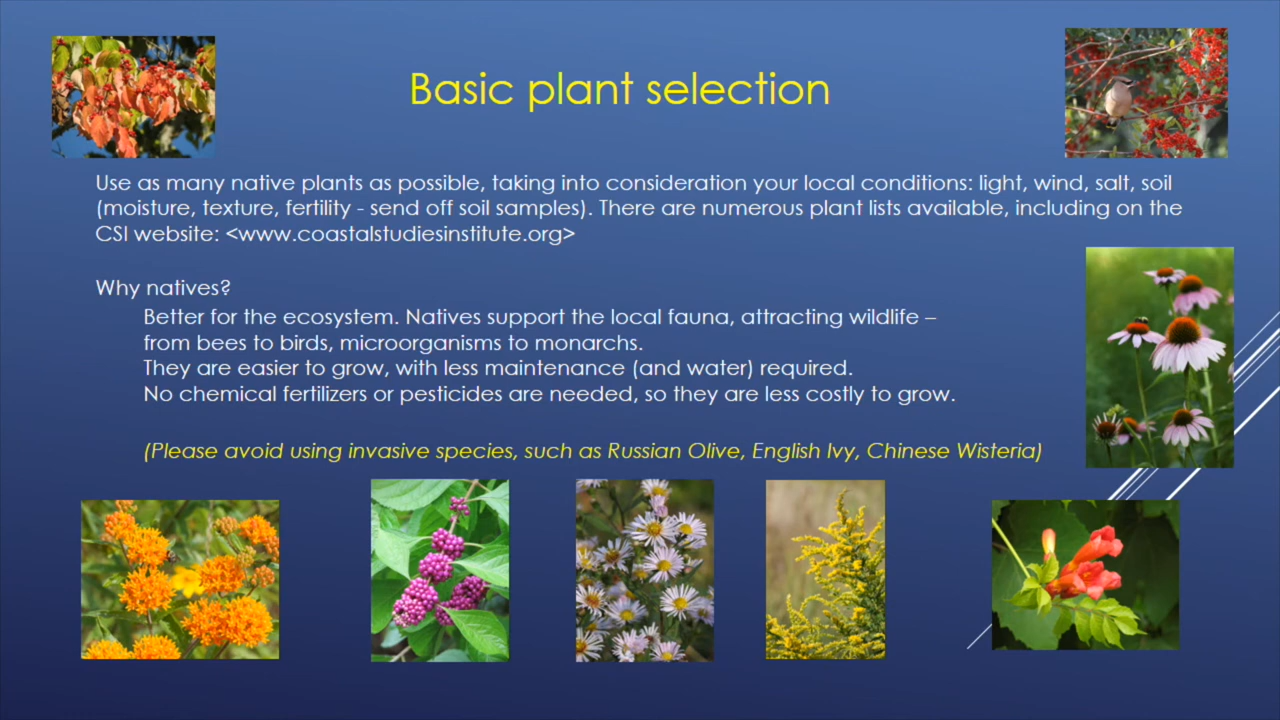 Basic plant selection
Use as many native plants as possible, taking into consideration your local conditions: light, wind, salt, soil
(moisture, texture, fertility - send off soil samples). There are numerous plant lists available, including on the
CSI website: <www.coastalstudiesinstitute.org>
Why natives?
Better for the ecosystem. Natives support the local fauna, attracting wildlife –
from bees to birds, microorganisms to monarchs.
They are easier to grow, with less maintenance (and water) required.
No chemical fertilizers or pesticides are needed, so they are less costly to grow.
(Please avoid using invasive species, such as Russian Olive, English Ivy, Chinese Wisteria)